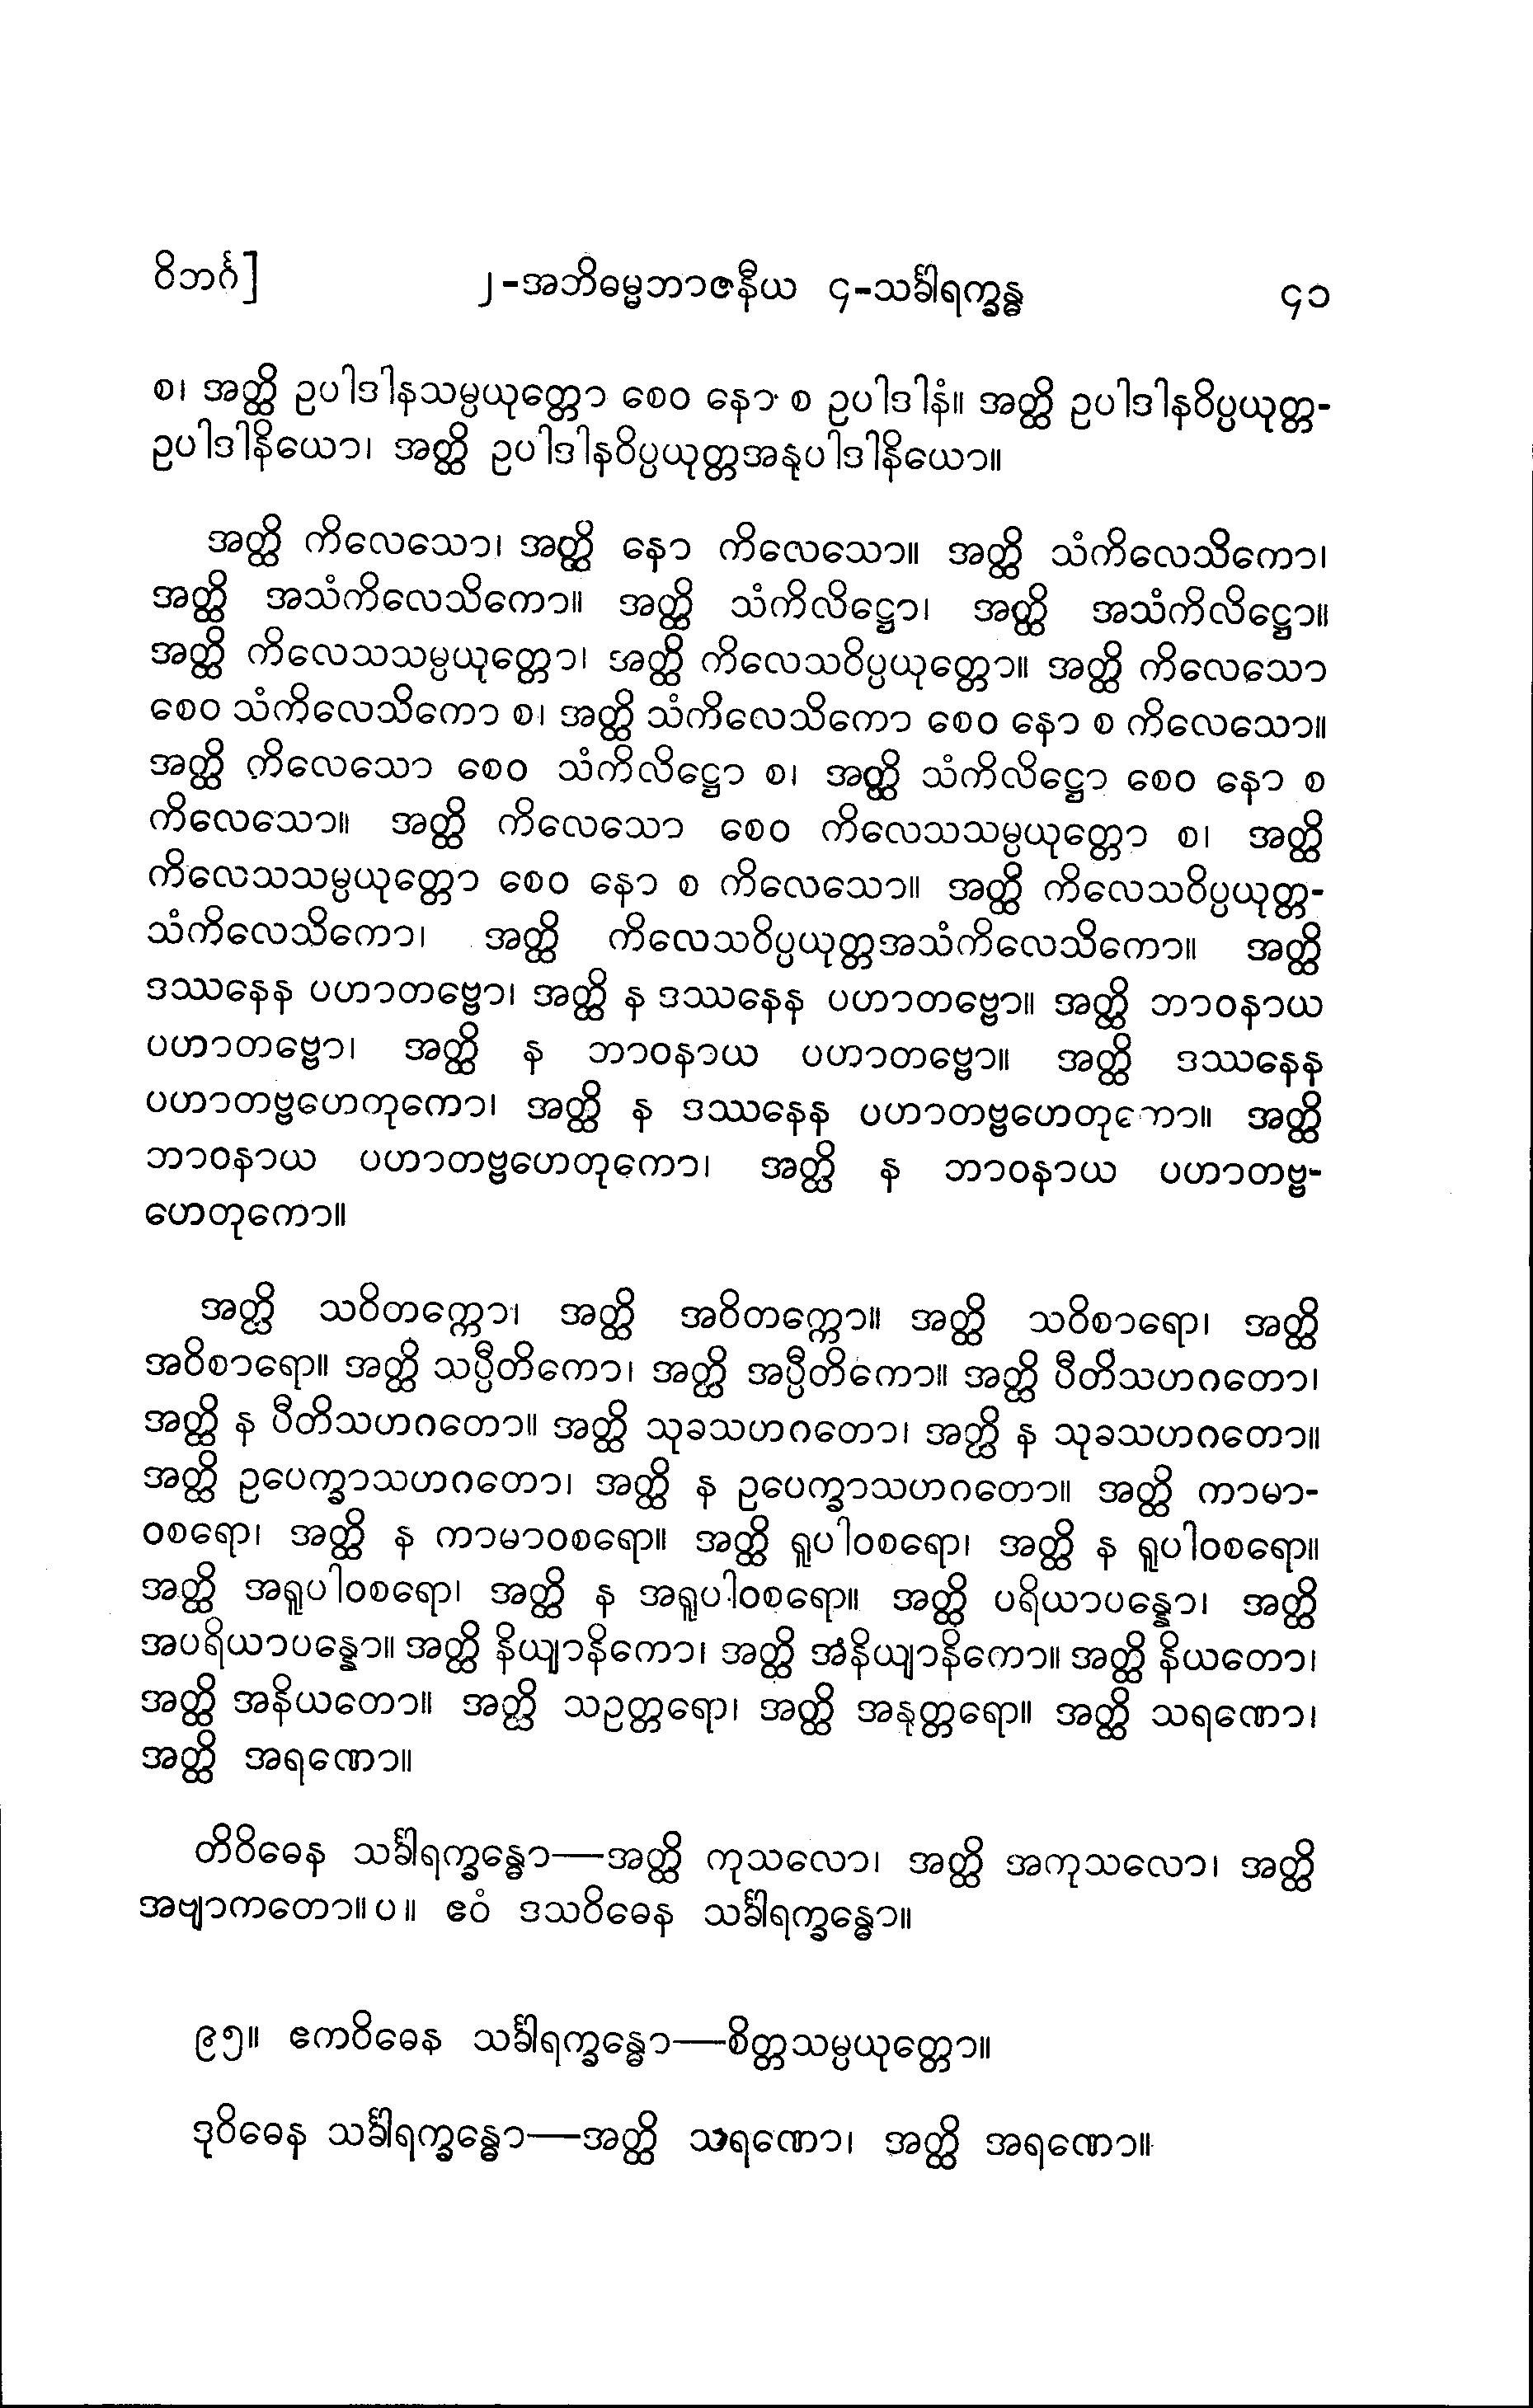 ဝိဘင်္ဂ]
၂-အဘိဓမ္မဘာဇနီယ ၄-သင်္ခါရက္ခန္ဓ
၄၁
စ၊ အတ္ထိ ဥပါဒါနသမ္ပယုတ္တော စေဝ နော စ ဥပါဒါနံ။ အတ္ထိ ဥပါဒါနဝိပ္ပယုတ္တ-
ဥပါဒါနိယော၊ အတ္ထိ ဥပါဒါနဝိပ္ပယုတ္တအနုပါဒါနိယော။
အတ္ထိ ကိလေသော၊ အတ္ထိ နော ကိလေသော။ အတ္ထိ သံကိလေသိကော၊
အတ္ထိ အသံကိလေသိကော။ အတ္ထိ သံကိလိဋ္ဌော၊ အတ္ထိ အသံကိလိဋ္ဌော။
အတ္ထိ ကိလေသသမ္ပယုတ္တော၊ အတ္ထိ ကိလေသဝိပ္ပယုတ္တော။ အတ္ထိ ကိလေသော
စေဝ သံကိလေသိကော စ၊ အတ္ထိ သံကိလေသိကော စေဝ နော စ ကိလေသော။
အတ္ထိ ကိလေသော စေဝ သံကိလိဋ္ဌော စ၊ အတ္ထိ သံကိလိဋ္ဌော စေဝ နော စ
ကိလေသော။ အတ္ထိ ကိလေသော စေဝ ကိလေသသမ္ပယုတ္တော စ၊ အတ္ထိ
ကိလေသသမ္ပယုတ္တော စေဝ နော စ ကိလေသော။ အတ္ထိ ကိလေသဝိပ္ပယုတ္တ-
သံကိလေသိကော၊ အတ္ထိ ကိလေသဝိပ္ပယုတ္တအသံကိလေသိကော။ အတ္ထိ
ဒဿနေန ပဟာတဗ္ဗော၊ အတ္ထိ န ဒဿနေန ပဟာတဗ္ဗော။ အတ္ထိ ဘာဝနာယ
ပဟာတဗ္ဗော၊ အတ္ထိ န ဘာဝနာယ ပဟာတဗ္ဗော။ အတ္ထိ ဒဿနေန
ပဟာတဗ္ဗဟေတုကော၊ အတ္ထိ န ဒဿနေန ပဟာတဗ္ဗဟေတုကော။ အတ္ထိ
ဘာဝနာယ ပဟာတဗ္ဗဟေတုကော၊ အတ္ထိ န ဘာဝနာယ ပဟာတဗ္ဗ-
ဟေတုကော။
အတ္ထိ သဝိတက္ကော၊ အတ္ထိ အဝိတက္ကော။ အတ္ထိ သဝိစာရော၊ အတ္ထိ
အဝိစာရော။ အတ္ထိ သပ္ပီတိကော၊ အတ္ထိ အပ္ပီတိကော။ အတ္ထိ ပီတိသဟဂတော၊
အတ္ထိ န ပီတိသဟဂတော။ အတ္ထိ သုခသဟဂတော၊ အတ္ထိ န သုခသဟဂတော။
အတ္ထိ ဥပေက္ခာသဟဂတော၊ အတ္ထိ န ဥပေက္ခာသဟဂတော။ အတ္ထိ ကာမာ-
ဝစရော၊ အတ္ထိ န ကာမာဝစရော။ အတ္ထိ ရူပါဝစရော၊ အတ္ထိ န ရူပါဝစရော။
အတ္ထိ အရူပါဝစရော၊ အတ္ထိ န အရူပါဝစရော။ အတ္ထိ ပရိယာပန္နော၊ အတ္ထိ
အပရိယာပန္နော။ အတ္ထိ နိယျာနိကော၊ အတ္ထိ အနိယျာနိကော။ အတ္ထိ နိယတော၊
အတ္ထိ အနိယတော။ အတ္ထိ သဥတ္တရော၊ အတ္ထိ အနုတ္တရော။ အတ္ထိ သရဏော၊
အတ္ထိ အရဏော။
တိဝိဓေန သင်္ခါရက္ခန္ဓော—အတ္ထိ ကုသလော၊ အတ္ထိ အကုသလော၊ အတ္ထိ
အဗျာကတော။ ပ ။ ဧဝံ ဒသဝိဓေန သင်္ခါရက္ခန္ဓော။
၉၅။ ဧကဝိဓေန သင်္ခါရက္ခန္ဓော—စိတ္တသမ္ပယုတ္တော။
ဒုဝိဓေန သင်္ခါရက္ခန္ဓော—အတ္ထိ သရဏော၊ အတ္ထိ အရဏော။